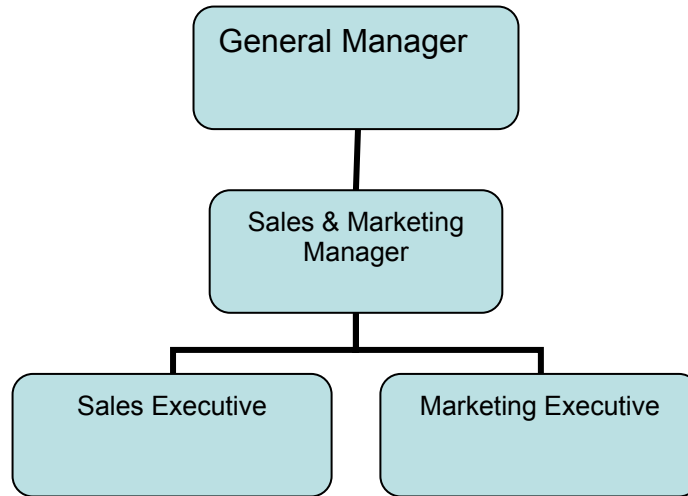 General Manager
Sales & Marketing
Manager
Sales Executive
Marketing Executive